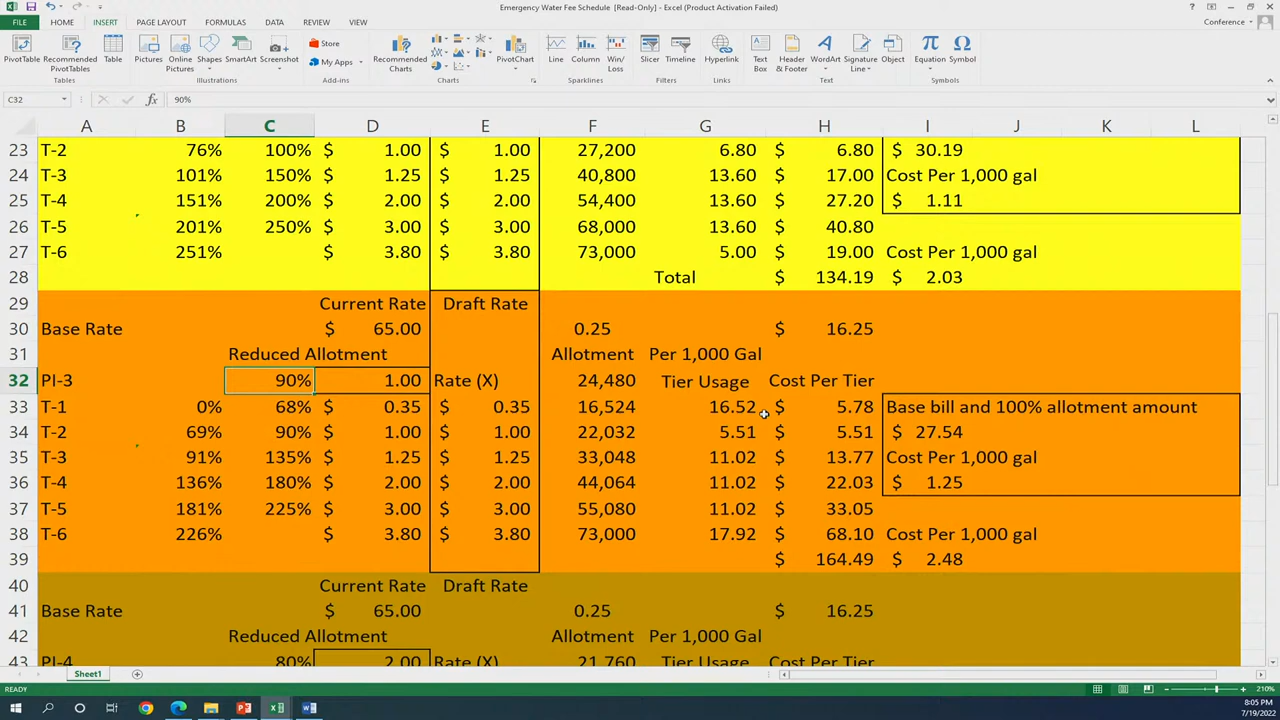 Emergency Water Fee Schedule [Read-Only] - Excel (Product Activation Failed)
FILE HOME INSERT PAGE LAYOUT FORMULAS DATA REVIEW VIEW Conference
PivotTable Recommended PivotTables Table Pictures Online Pictures Shapes SmartArt Screenshot Store My Apps Recommended Charts PivotChart Line Column Win/Loss Slicer Timeline Hyperlink Text Box Header & Footer WordArt Signature Line Object Equation Symbol
Tables Illustrations Add-ins Charts Sparklines Filters Links Text Symbols
C32 fx 90%
A B C D E F G H I J K L
23 T-2 76% 100% $ 1.00 $ 1.00 27,200 6.80 $ 6.80 $ 30.19
24 T-3 101% 150% $ 1.25 $ 1.25 40,800 13.60 $ 17.00 Cost Per 1,000 gal
25 T-4 151% 200% $ 2.00 $ 2.00 54,400 13.60 $ 27.20 $ 1.11
26 T-5 201% 250% $ 3.00 $ 3.00 68,000 13.60 $ 40.80
27 T-6 251% $ 3.80 $ 3.80 73,000 5.00 $ 19.00 Cost Per 1,000 gal
28 Total $ 134.19 $ 2.03
29 Current Rate Draft Rate
30 Base Rate $ 65.00 0.25 $ 16.25
31 Reduced Allotment Allotment Per 1,000 Gal
32 PI-3 90% 1.00 Rate (X) 24,480 Tier Usage Cost Per Tier
33 T-1 0% 68% $ 0.35 $ 0.35 16,524 16.52 $ 5.78 Base bill and 100% allotment amount
34 T-2 69% 90% $ 1.00 $ 1.00 22,032 5.51 $ 5.51 $ 27.54
35 T-3 91% 135% $ 1.25 $ 1.25 33,048 11.02 $ 13.77 Cost Per 1,000 gal
36 T-4 136% 180% $ 2.00 $ 2.00 44,064 11.02 $ 22.03 $ 1.25
37 T-5 181% 225% $ 3.00 $ 3.00 55,080 11.02 $ 33.05
38 T-6 226% $ 3.80 $ 3.80 73,000 17.92 $ 68.10 Cost Per 1,000 gal
39 $ 164.49 $ 2.48
40 Current Rate Draft Rate
41 Base Rate $ 65.00 0.25 $ 16.25
42 Reduced Allotment Allotment Per 1,000 Gal
43 PI-4 80% 2.00 Rate (X) 21,760 Tier Usage Cost Per Tier
Sheet1
READY 210%
8:05 PM
7/19/2022